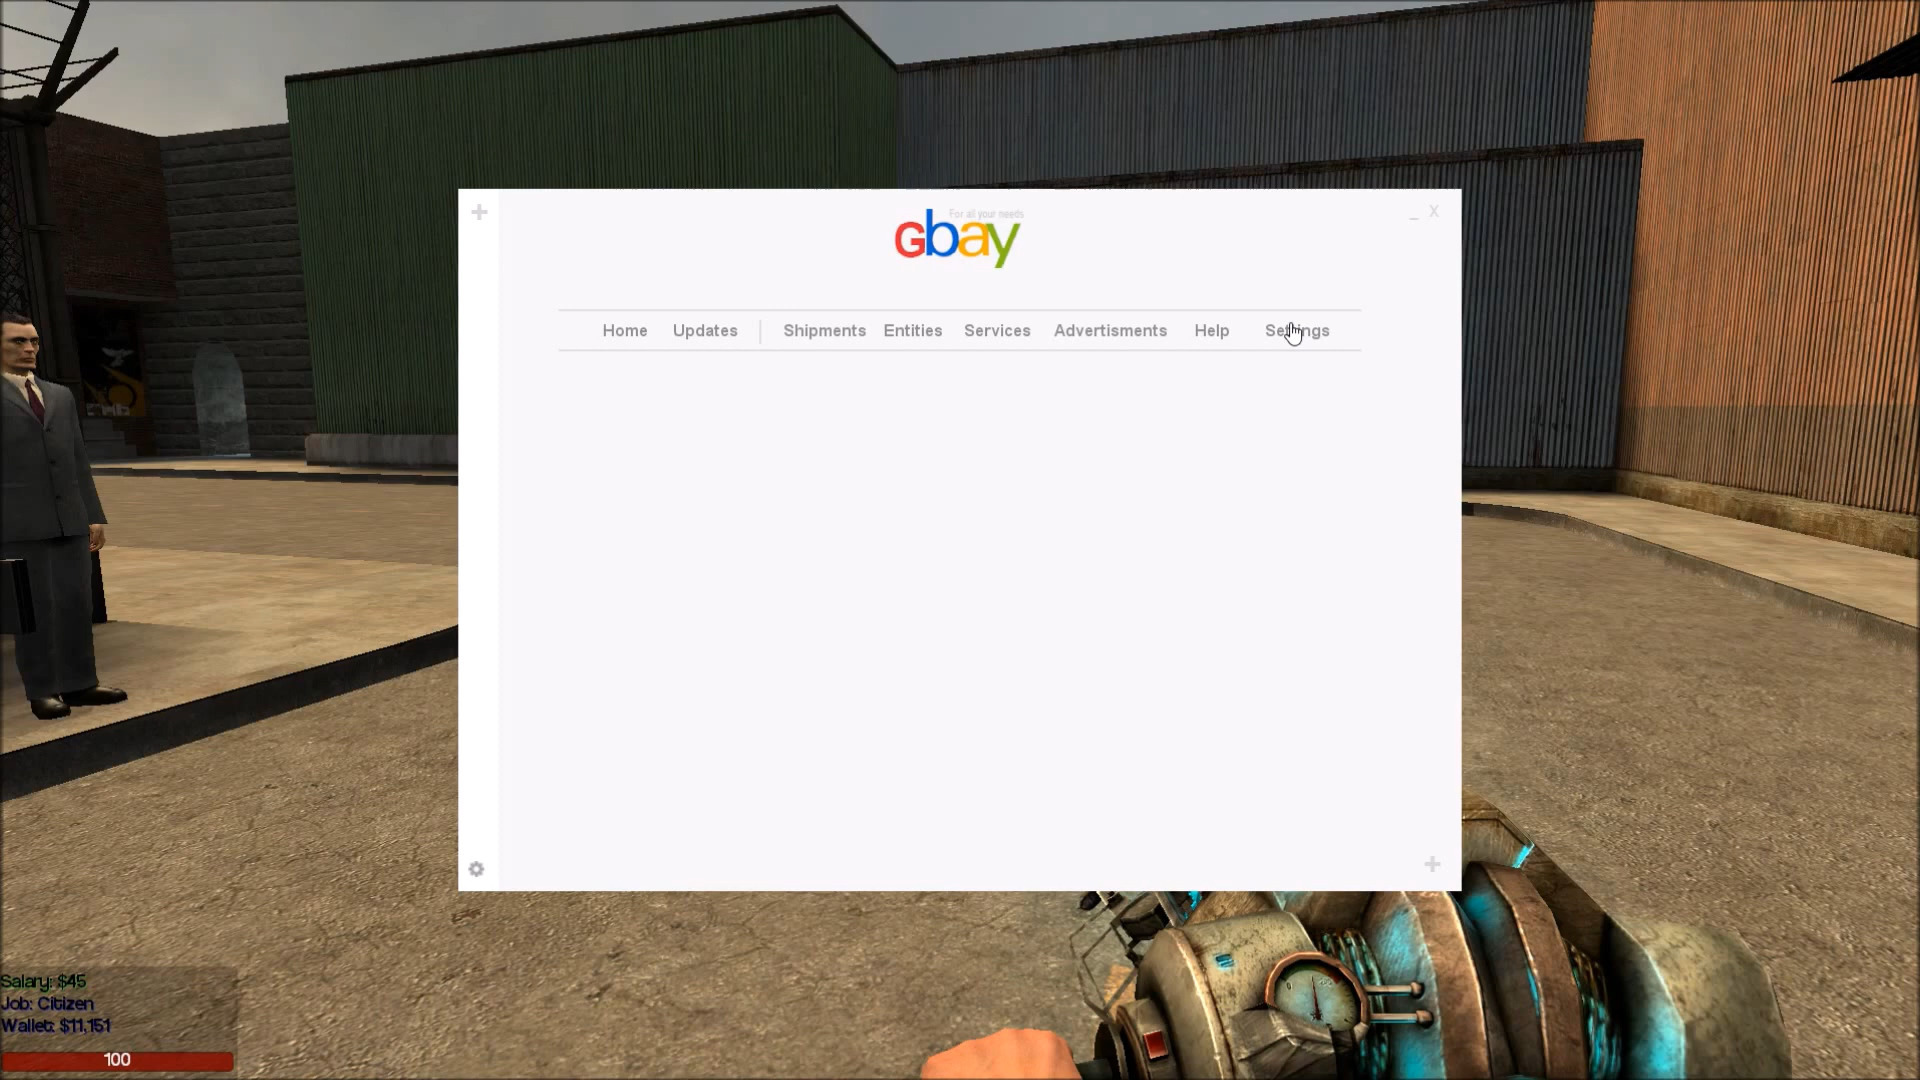 For all your needs
Gbay
_ X
Home Updates Shipments Entities Services Advertisments Help Settings
Salary: $45
Job: Citizen
Wallet: $11,151
100